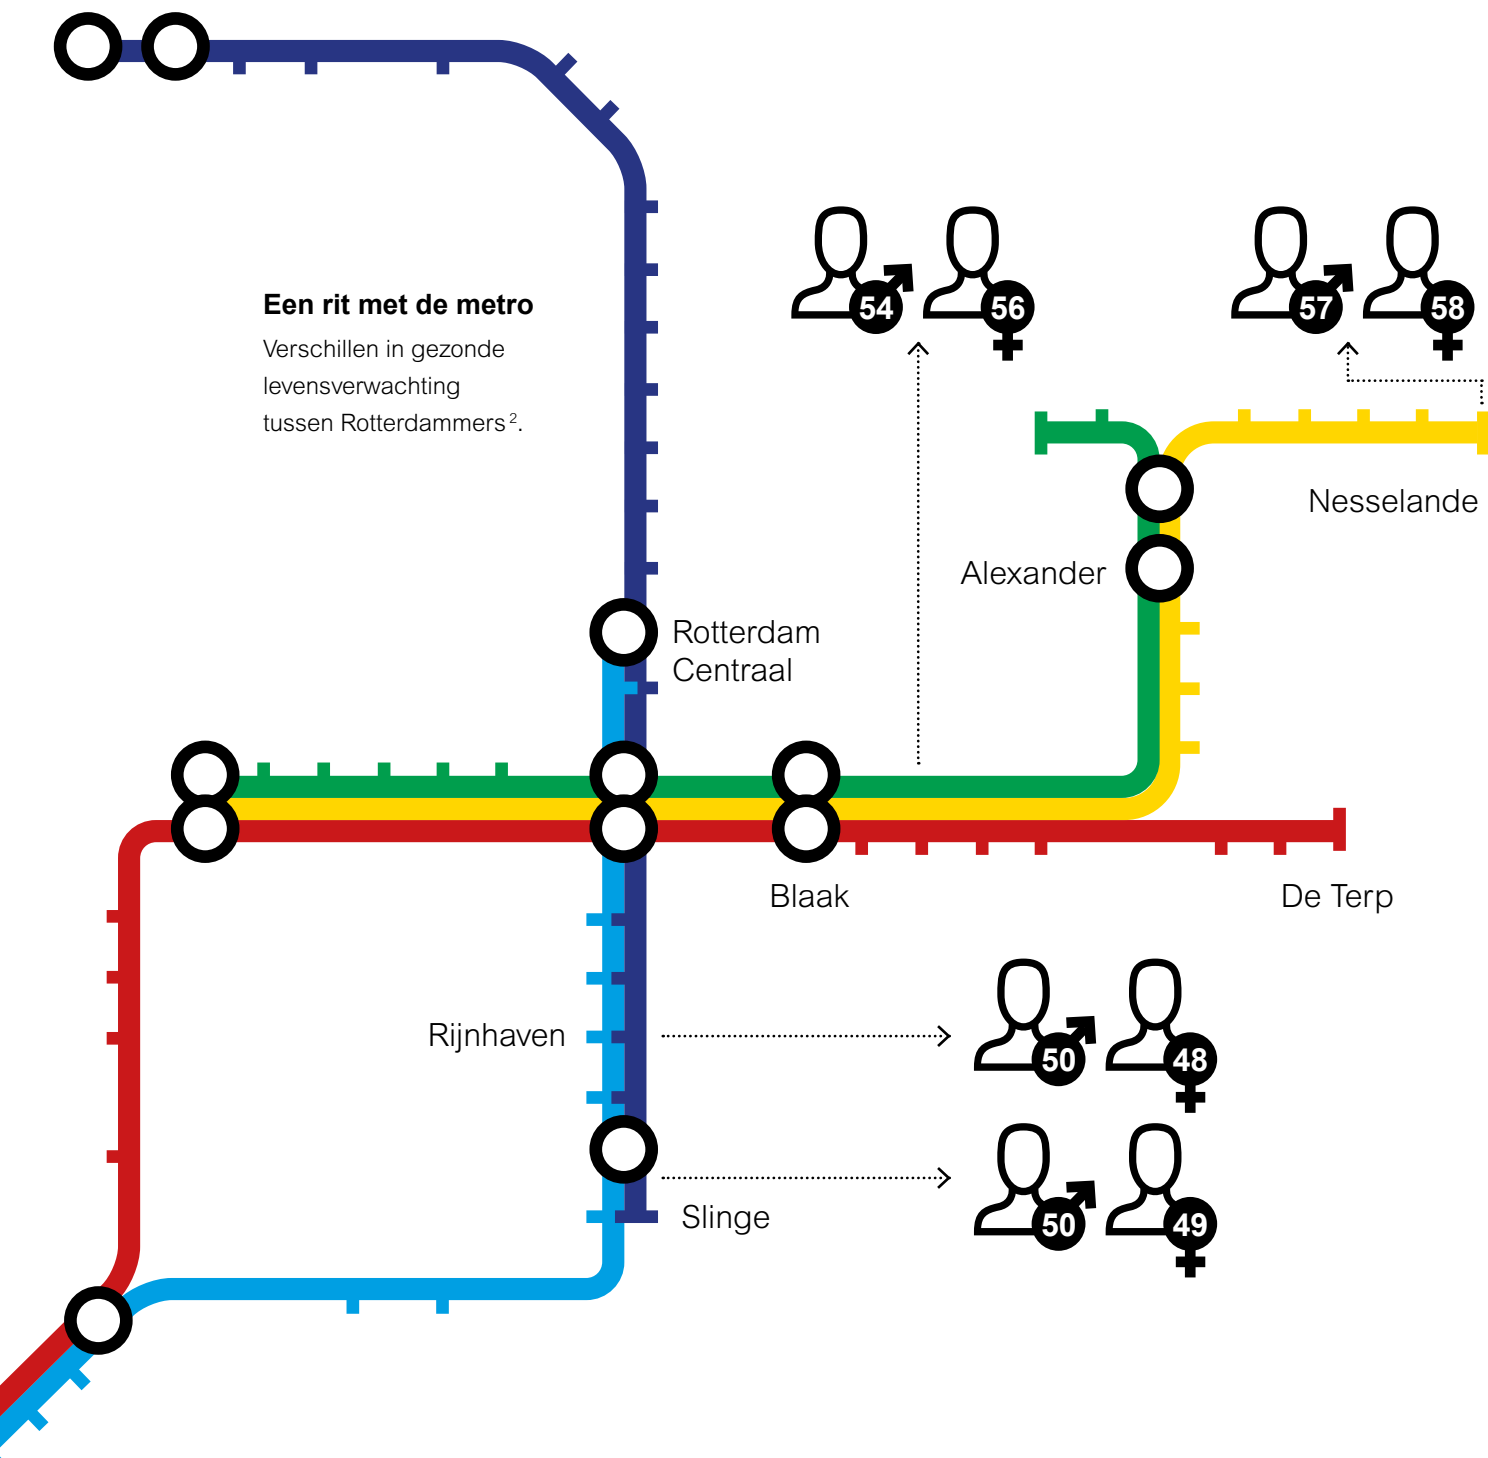 Een rit met de metro
Verschillen in gezonde
levensverwachting
tussen Rotterdammers².
54
56
57
58
Nesselande
Alexander
Rotterdam
Centraal
Blaak
De Terp
Rijnhaven
50
48
Slinge
50
49